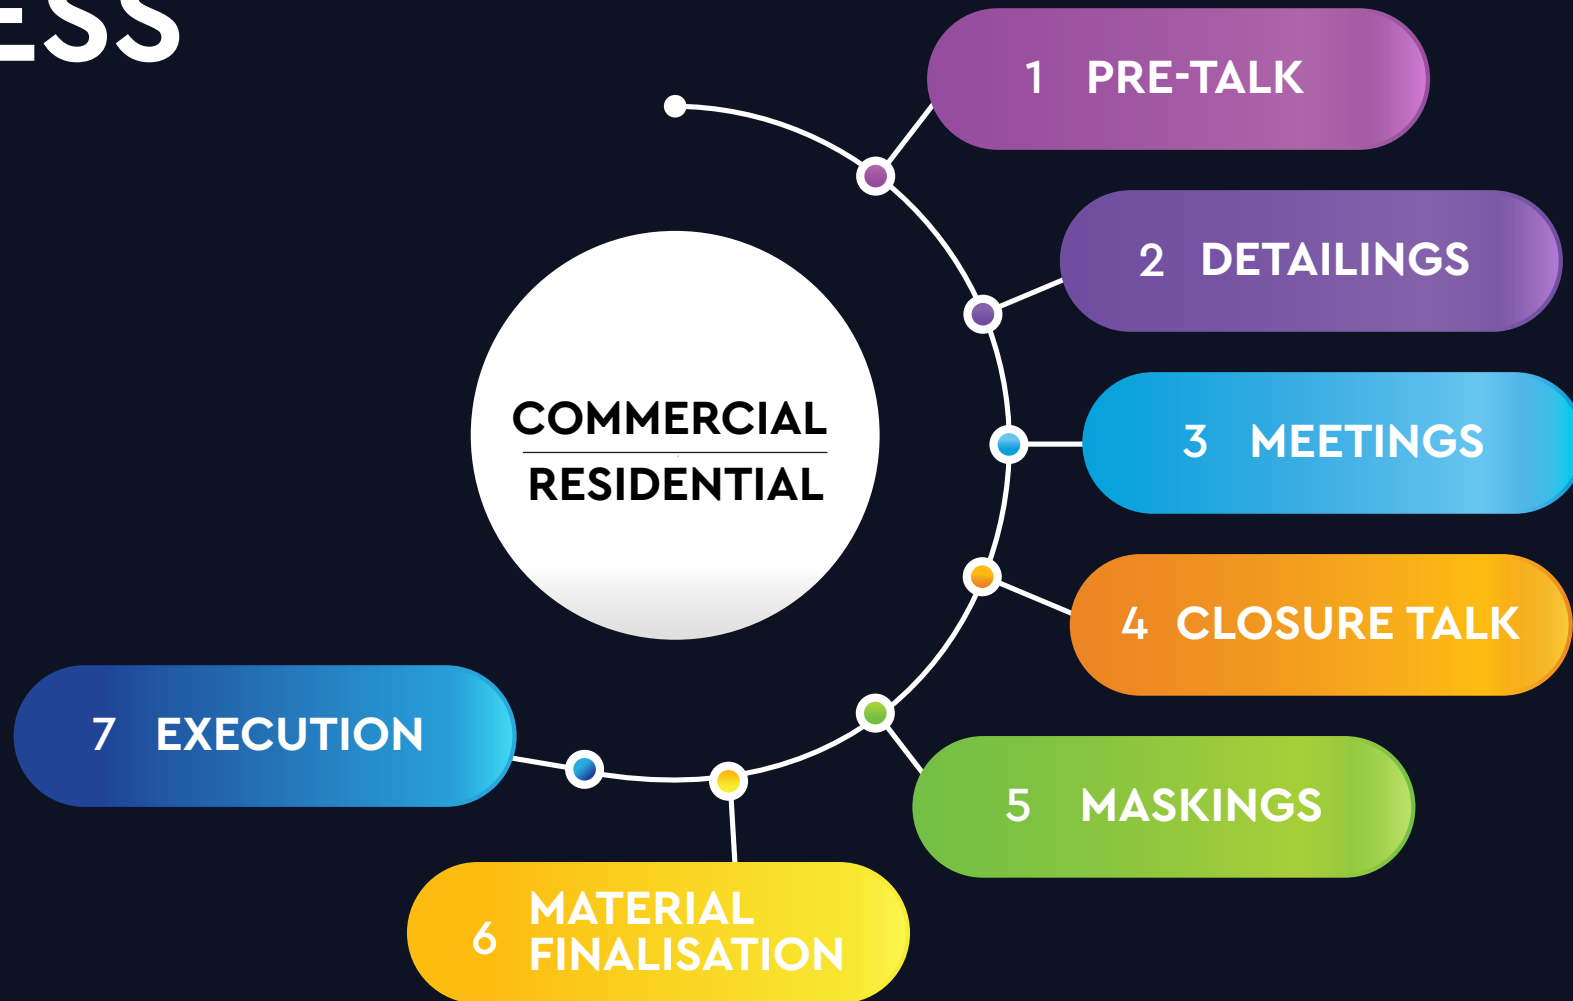 ESS
1 PRE-TALK
2 DETAILINGS
3 MEETINGS
4 CLOSURE TALK
5 MASKINGS
6 MATERIAL
FINALISATION
7 EXECUTION
COMMERCIAL
RESIDENTIAL